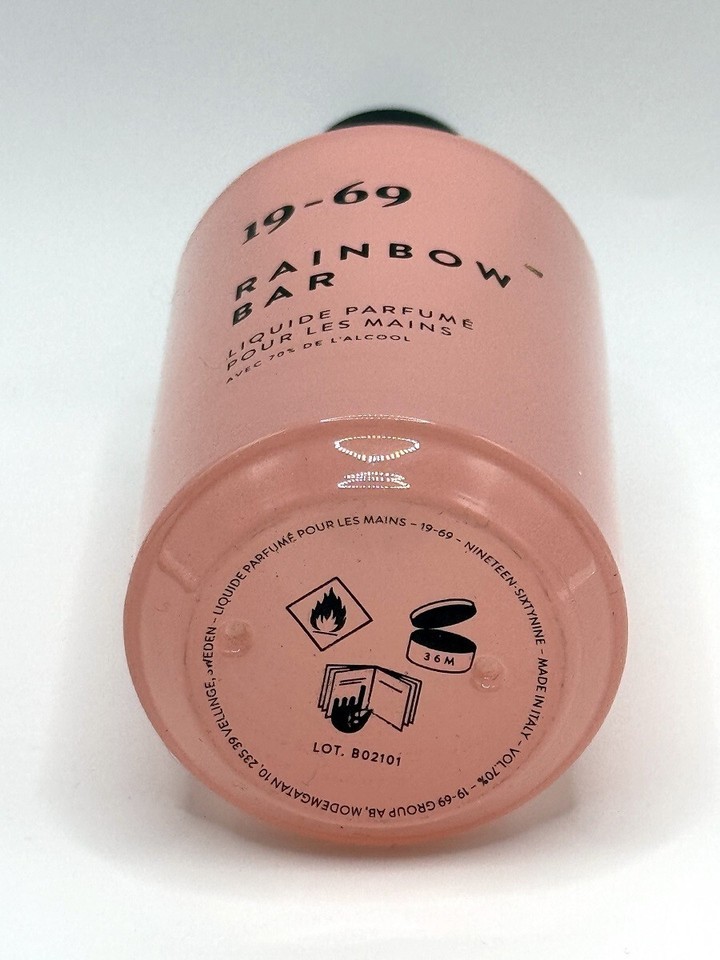 19-69
RAINBOW
BAR
LIQUIDE PARFUMÉ
POUR LES MAINS
AVEC 70% DE L'ALCOOL
LIQUIDE PARFUMÉ POUR LES MAINS – 19-69 – NINETEEN-SIXTYNINE – MADE IN ITALY – VOL.70% – 19-69 GROUP AB, MODEMGATAN 10, 235 39 VELLINGE, SWEDEN –
36M
LOT. B02101